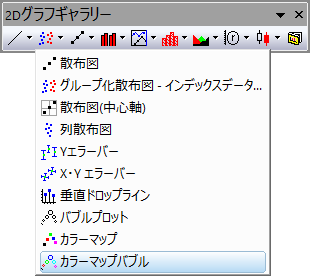 2Dグラフギャラリー
散布図
グループ化散布図 - インデックスデータ...
散布図(中心軸)
列散布図
Yエラーバー
X・Y エラーバー
垂直ドロップライン
バブルプロット
カラーマップ
カラーマップバブル